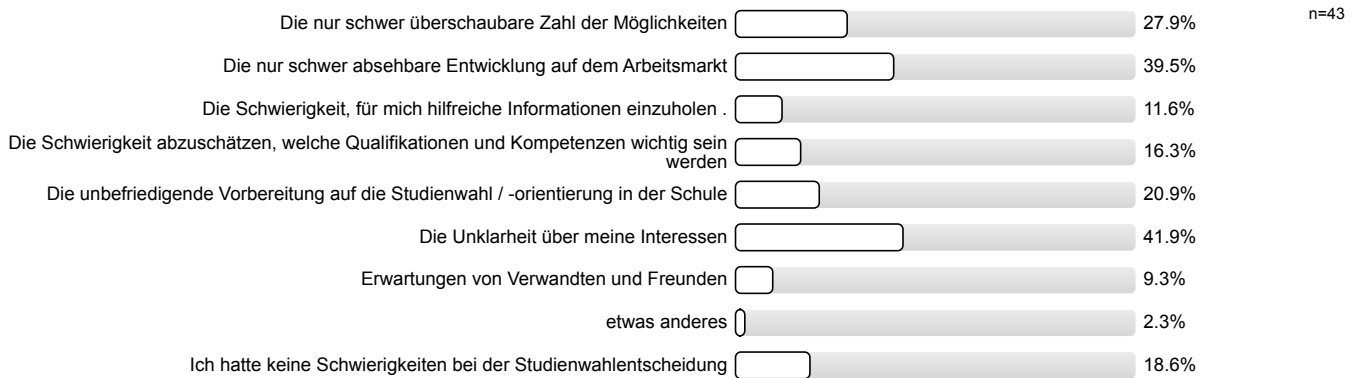 Die nur schwer überschaubare Zahl der Möglichkeiten 27.9% n=43
Die nur schwer absehbare Entwicklung auf dem Arbeitsmarkt 39.5%
Die Schwierigkeit, für mich hilfreiche Informationen einzuholen . 11.6%
Die Schwierigkeit abzuschätzen, welche Qualifikationen und Kompetenzen wichtig sein
werden 16.3%
Die unbefriedigende Vorbereitung auf die Studienwahl / -orientierung in der Schule 20.9%
Die Unklarheit über meine Interessen 41.9%
Erwartungen von Verwandten und Freunden 9.3%
etwas anderes 2.3%
Ich hatte keine Schwierigkeiten bei der Studienwahlentscheidung 18.6%